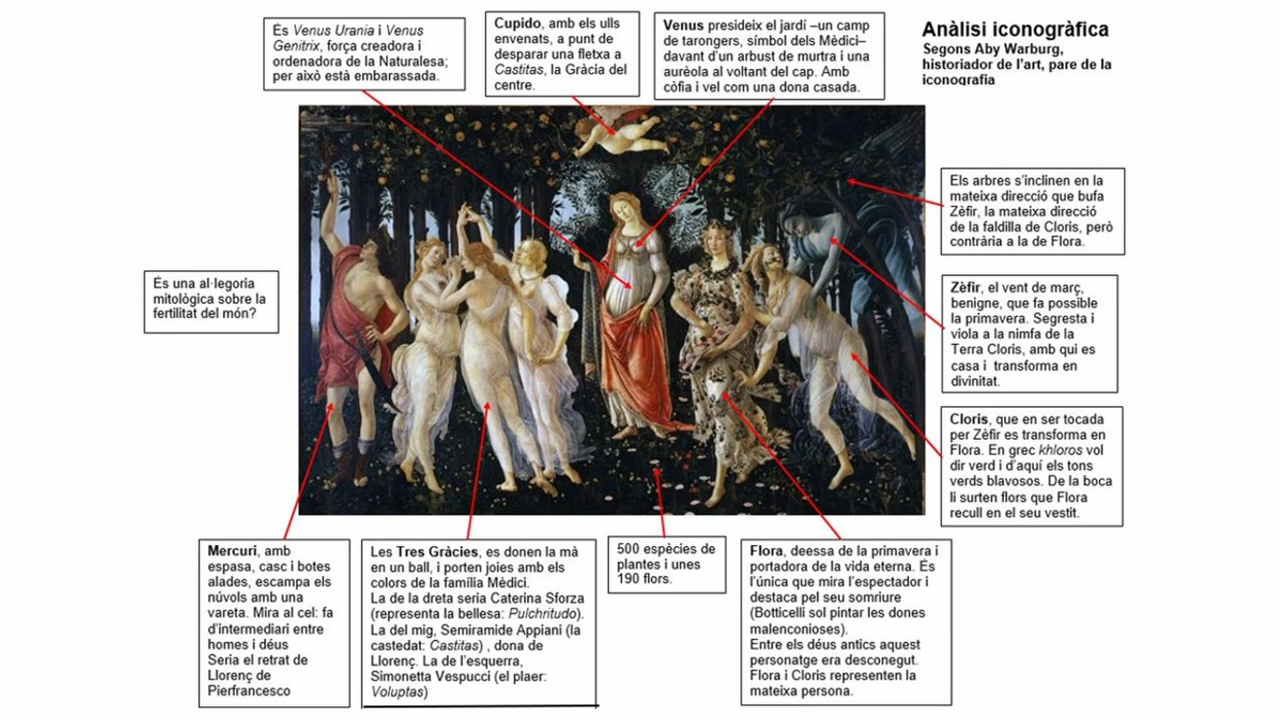 És Venus Urania i Venus
Genitrix, força creadora i
ordenadora de la Naturalesa;
per això està embarassada.
Cupido, amb els ulls
envenats, a punt de
desparar una fletxa a
Castitas, la Gràcia del
centre.
Venus presideix el jardí –un camp
de tarongers, símbol dels Mèdici–
davant d'un arbust de murtra i una
aurèola al voltant del cap. Amb
còfia i vel com una dona casada.
Anàlisi iconogràfica
Segons Aby Warburg,
historiador de l'art, pare de la
iconografia
Els arbres s'inclinen en la
mateixa direcció que bufa
Zèfir, la mateixa direcció
de la faldilla de Cloris, però
contrària a la de Flora.
És una al·legoria
mitològica sobre la
fertilitat del món?
Zèfir, el vent de març,
benigne, que fa possible
la primavera. Segresta i
viola a la nimfa de la
Terra Cloris, amb qui es
casa i transforma en
divinitat.
Cloris, que en ser tocada
per Zèfir es transforma en
Flora. En grec khloros vol
dir verd i d'aquí els tons
verds blavosos. De la boca
li surten flors que Flora
recull en el seu vestit.
Mercuri, amb
espasa, casc i botes
alades, escampa els
núvols amb una
vareta. Mira al cel: fa
d'intermediari entre
homes i déus
Seria el retrat de
Llorenç de
Pierfrancesco
Les Tres Gràcies, es donen la mà
en un ball, i porten joies amb els
colors de la família Mèdici.
La de la dreta seria Caterina Sforza
(representa la bellesa: Pulchritudo).
La del mig, Semiramide Appiani (la
castedat: Castitas) , dona de
Llorenç. La de l'esquerra,
Simonetta Vespucci (el plaer:
Voluptas)
500 espècies de
plantes i unes
190 flors.
Flora, deessa de la primavera i
portadora de la vida eterna. És
l'única que mira l'espectador i
destaca pel seu somriure
(Botticelli sol pintar les dones
malenconioses).
Entre els déus antics aquest
personatge era desconegut.
Flora i Cloris representen la
mateixa persona.